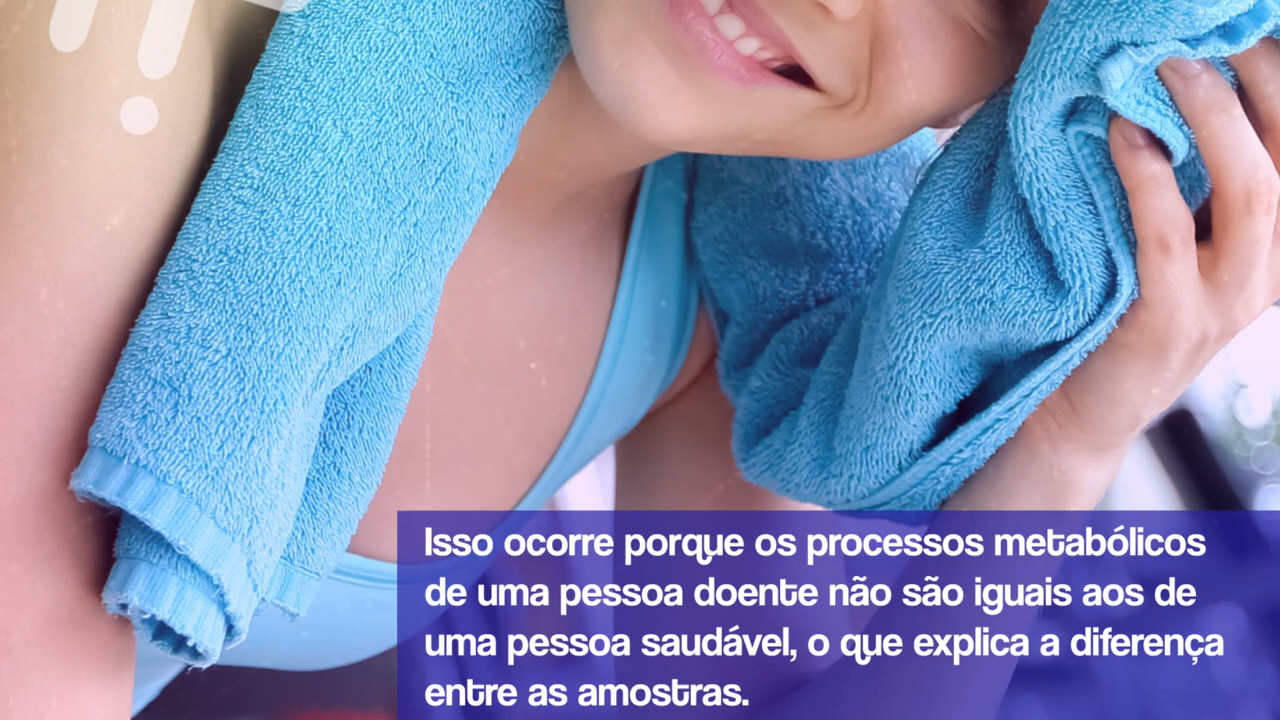 Isso ocorre porque os processos metabólicos
de uma pessoa doente não são iguais aos de
uma pessoa saudável, o que explica a diferença
entre as amostras.